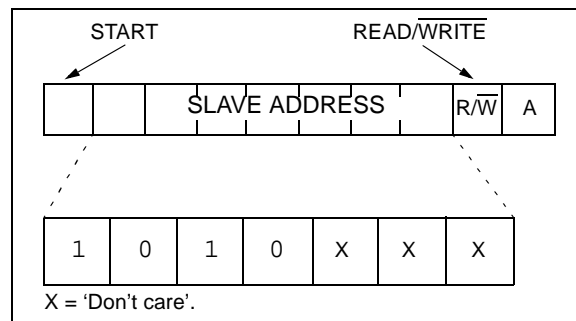 START READ/WRITE
SLAVE ADDRESS R/W A
1 0 1 0 X X X
X = ‘Don’t care’.